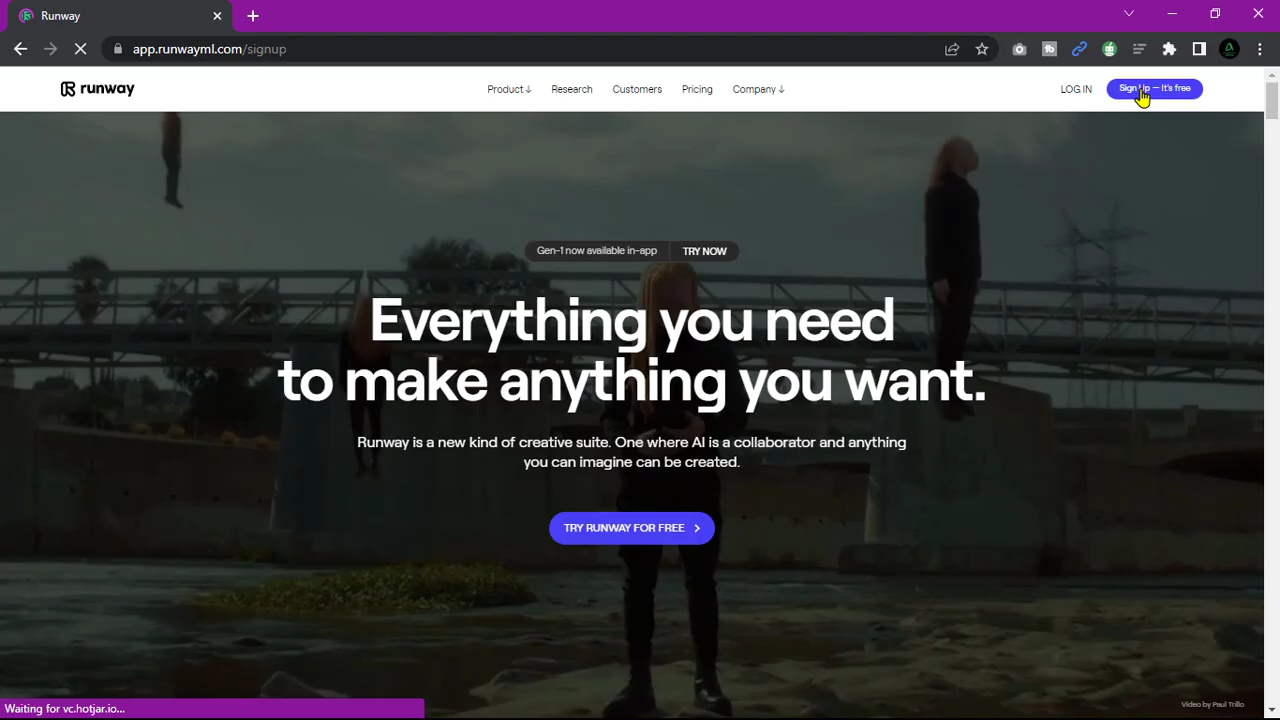 Runway
app.runwayml.com/signup
runway
Product ↓ Research Customers Pricing Company ↓ LOG IN Sign Up — It's free
Gen-1 now available in-app TRY NOW
Everything you need
to make anything you want.
Runway is a new kind of creative suite. One where AI is a collaborator and anything
you can imagine can be created.
TRY RUNWAY FOR FREE
Video by Paul Trillo
Waiting for vc.hotjar.io...